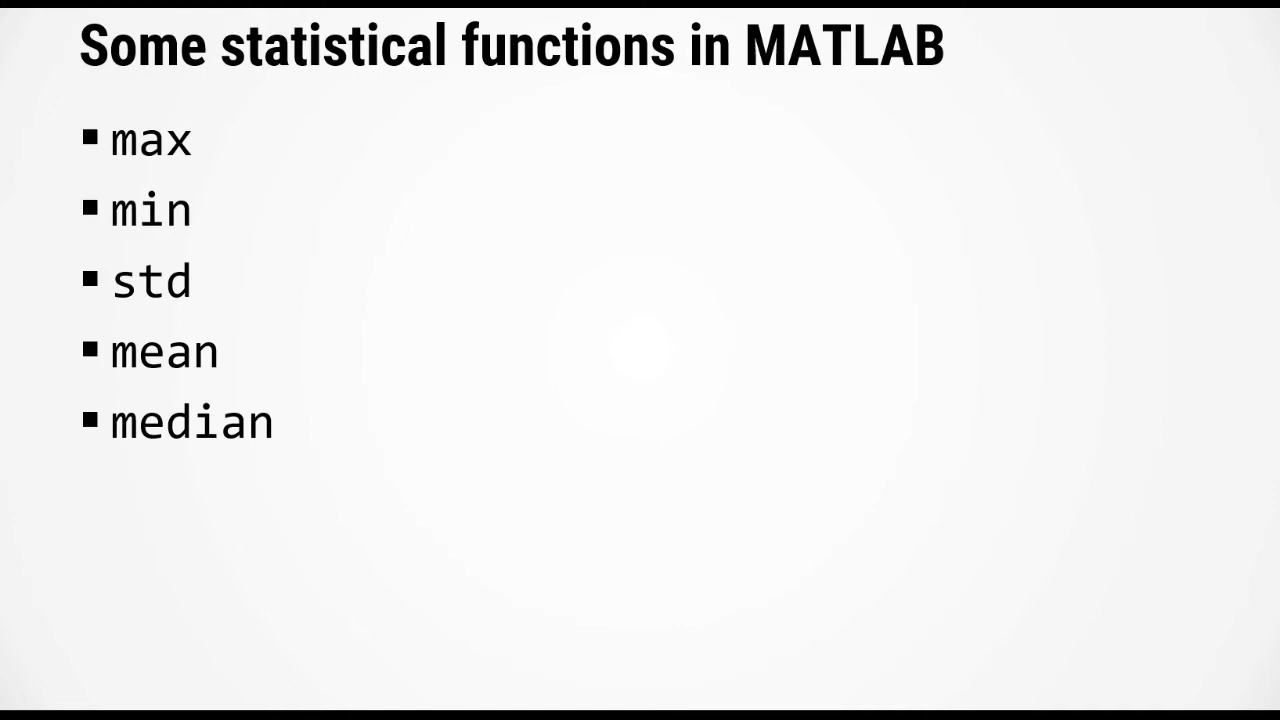 Some statistical functions in MATLAB
▪ max
▪ min
▪ std
▪ mean
▪ median